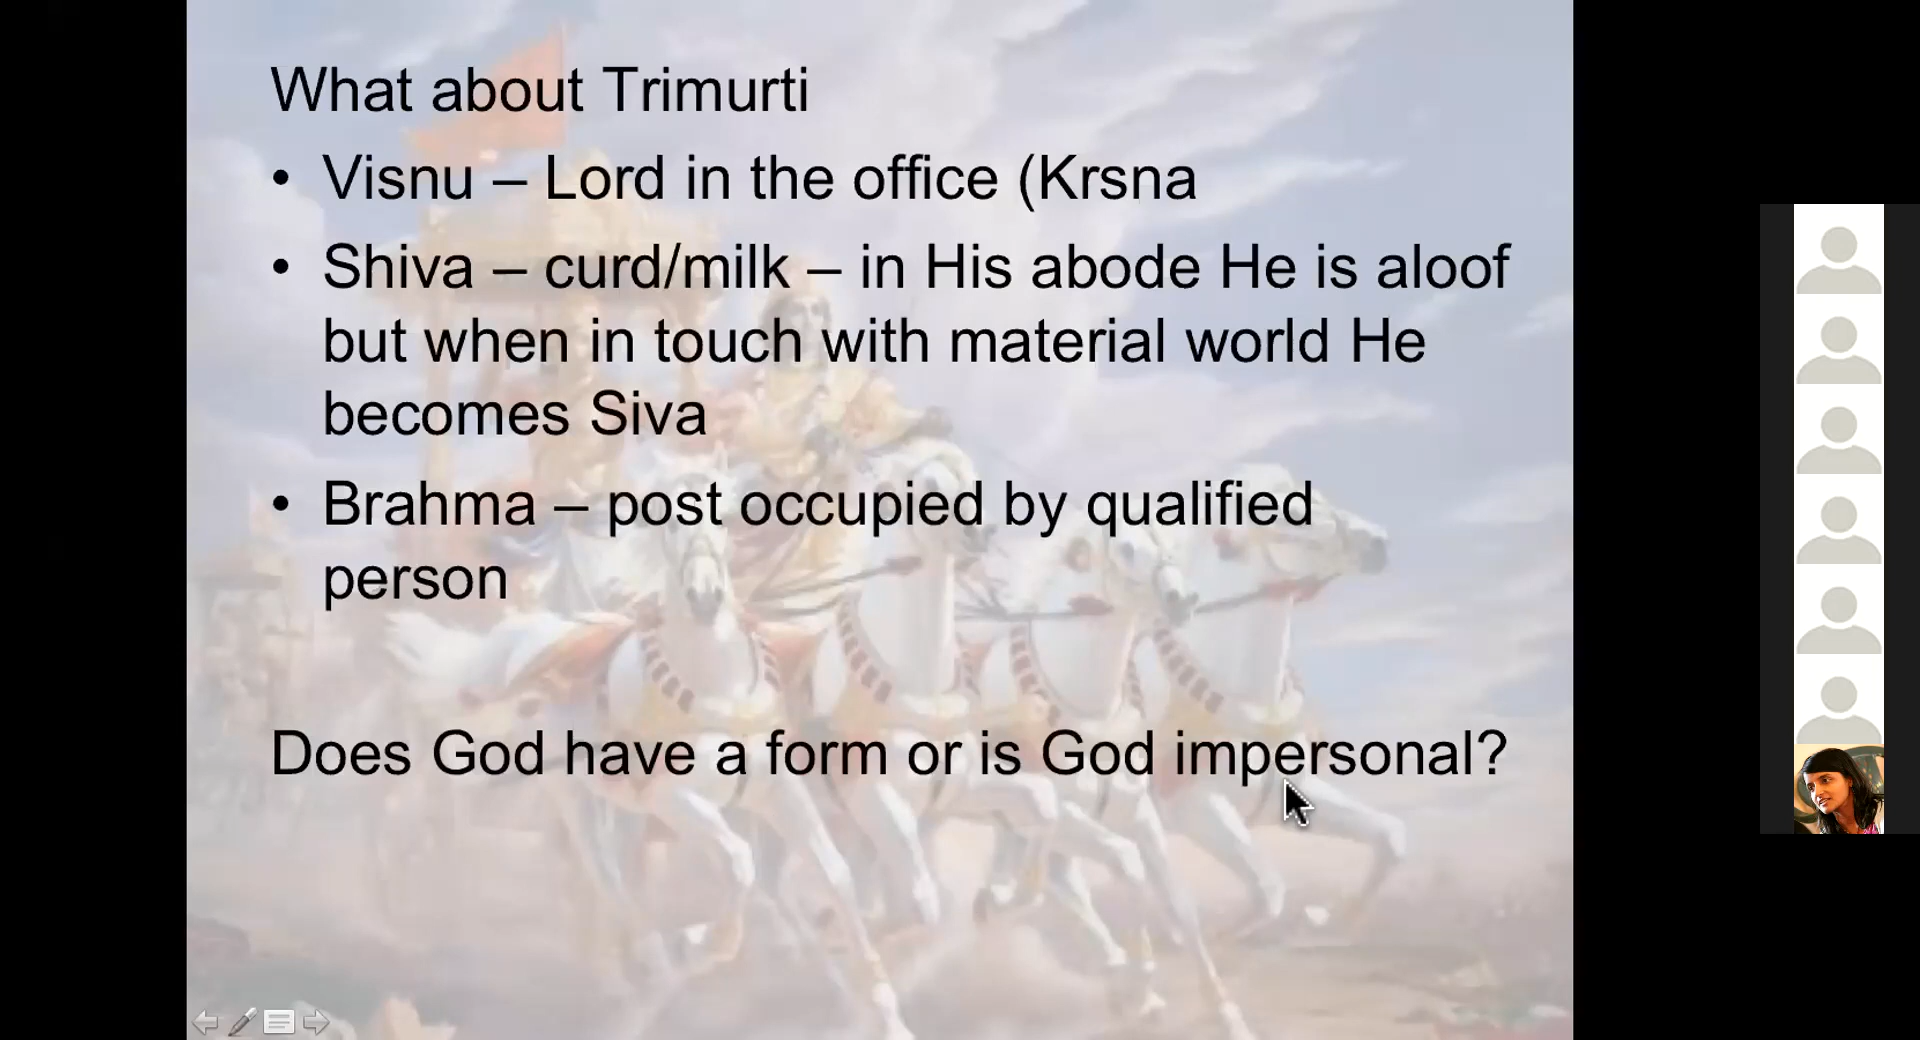 What about Trimurti
• Visnu – Lord in the office (Krsna
• Shiva – curd/milk – in His abode He is aloof
but when in touch with material world He
becomes Siva
• Brahma – post occupied by qualified
person
Does God have a form or is God impersonal?